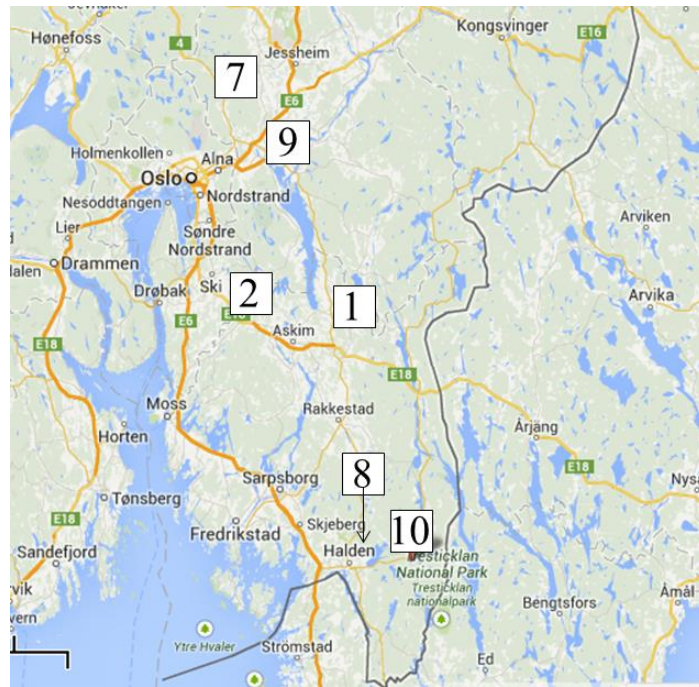 Hønefoss
4
Jessheim
Kongsvinger
E16
7
E6
9
Holmenkollen
Alna
Oslo
Nordstrand
Nesoddtangen
Lier
Søndre
Nordstrand
Arviken
Drammen
Ski
Drøbak
2
1
Arvika
E6
Askim
E18
E18
Moss
Rakkestad
Årjäng
Horten
8
E18
Sarpsborg
Tønsberg
E18
Fredrikstad
Skjeberg
10
Halden
Tresticklan
National Park
Tresticklan
nationalpark
Sandefjord
Bengtsfors
Åmål
Ytre Hvaler
Strömstad
Ed